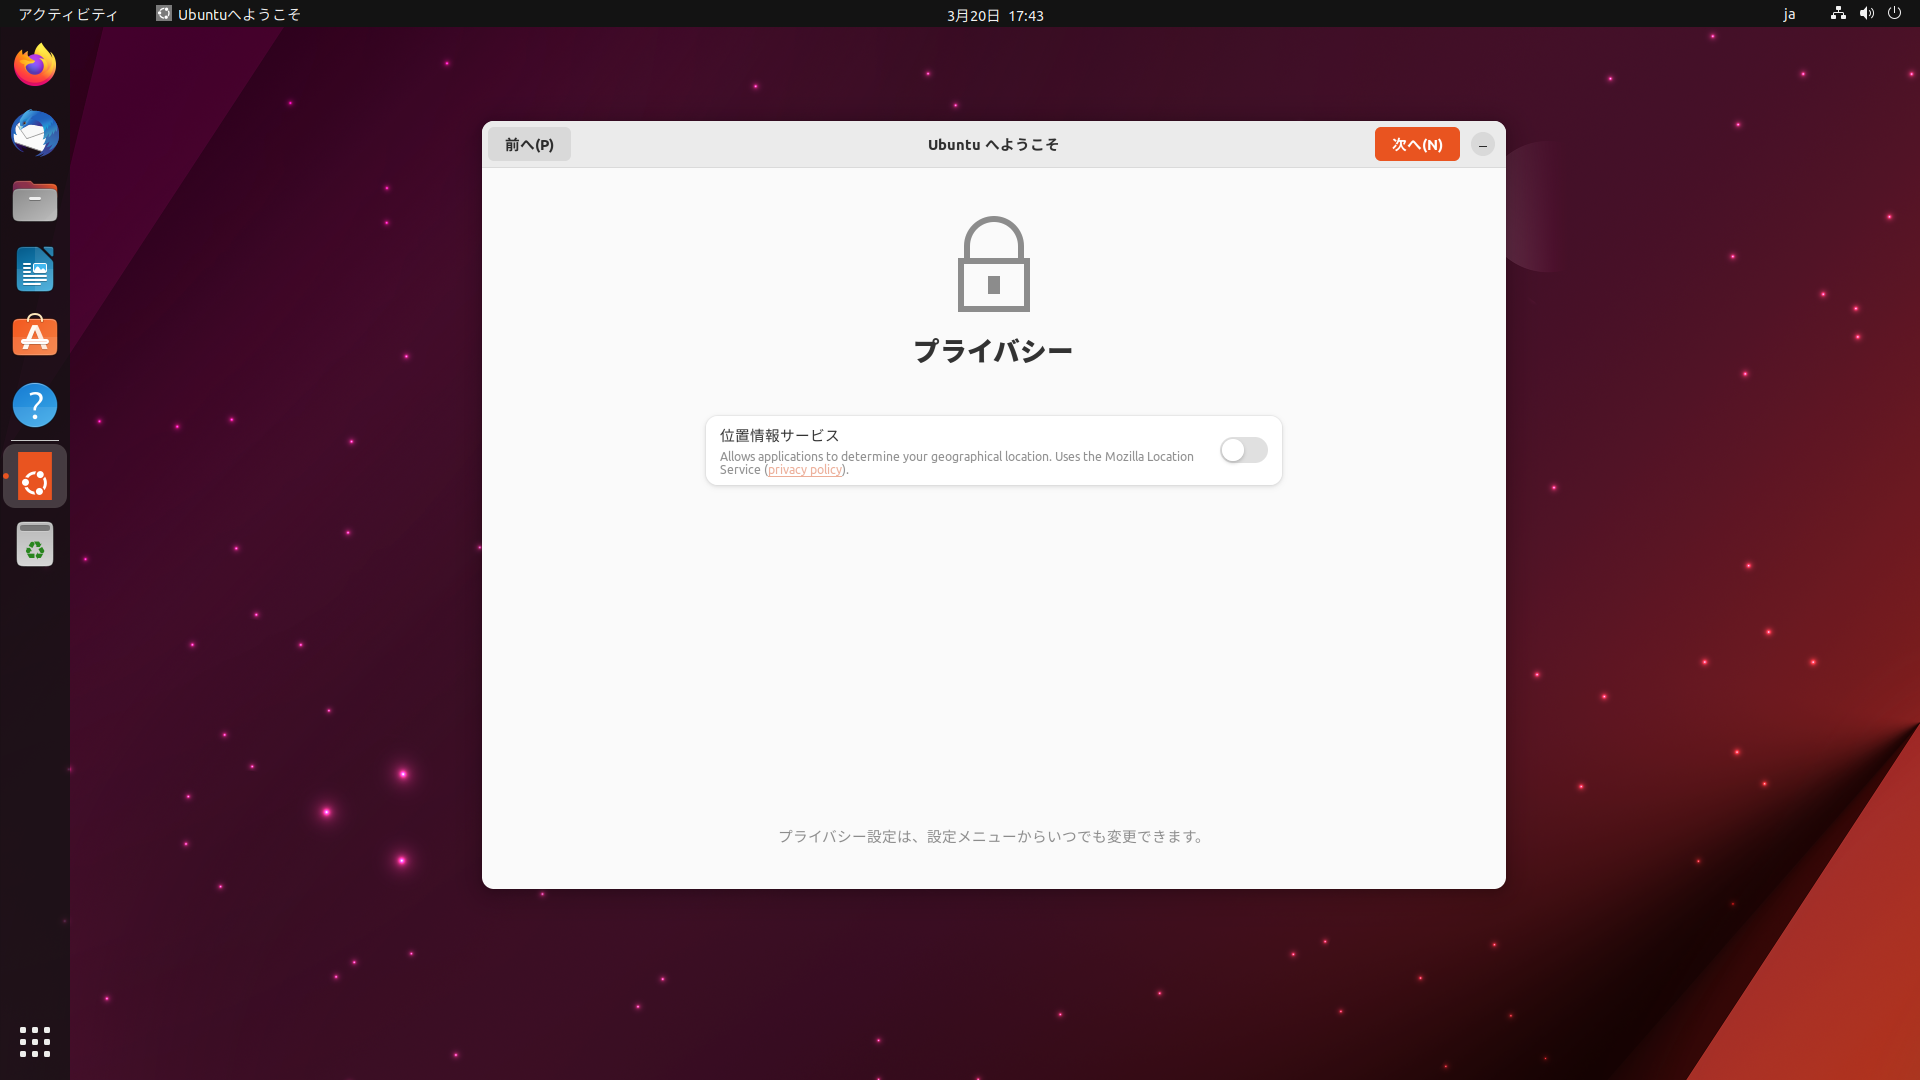 アクティビティ
Ubuntuへようこそ
3月20日 17:43
ja
前へ(P)
Ubuntu へようこそ
次へ(N)
プライバシー
位置情報サービス
Allows applications to determine your geographical location. Uses the Mozilla Location
Service (privacy policy).
プライバシー設定は、設定メニューからいつでも変更できます。